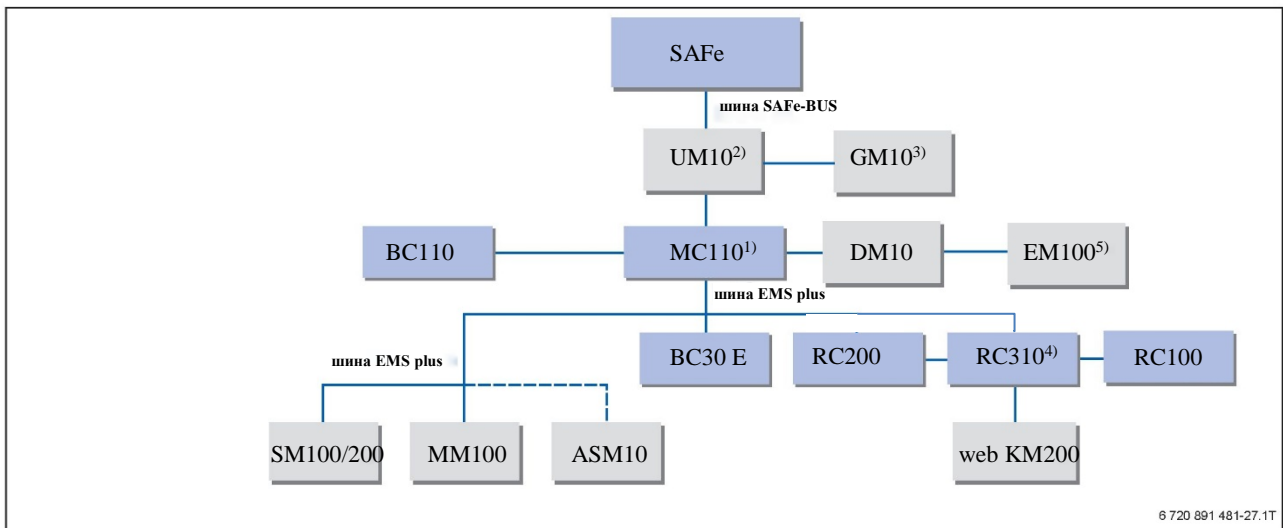 SAFe
шина SAFe-BUS
UM10²⁾
GM10³⁾
BC110
MC110¹⁾
DM10
EM100⁵⁾
шина EMS plus
BC30 E
RC200
RC310⁴⁾
RC100
шина EMS plus
SM100/200
MM100
ASM10
web KM200
6 720 891 481-27.1T